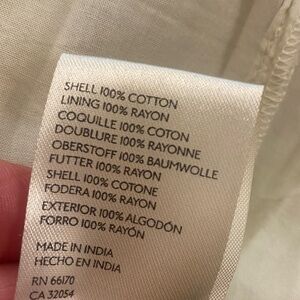 SHELL 100% COTTON
LINING 100% RAYON
COQUILLE 100% COTON
DOUBLURE 100% RAYONNE
OBERSTOFF 100% BAUMWOLLE
FUTTER 100% RAYON
SHELL 100% COTONE
FODERA 100% RAYON
EXTERIOR 100% ALGODÓN
FORRO 100% RAYÓN
MADE IN INDIA
HECHO EN INDIA
RN 66170
CA 32054